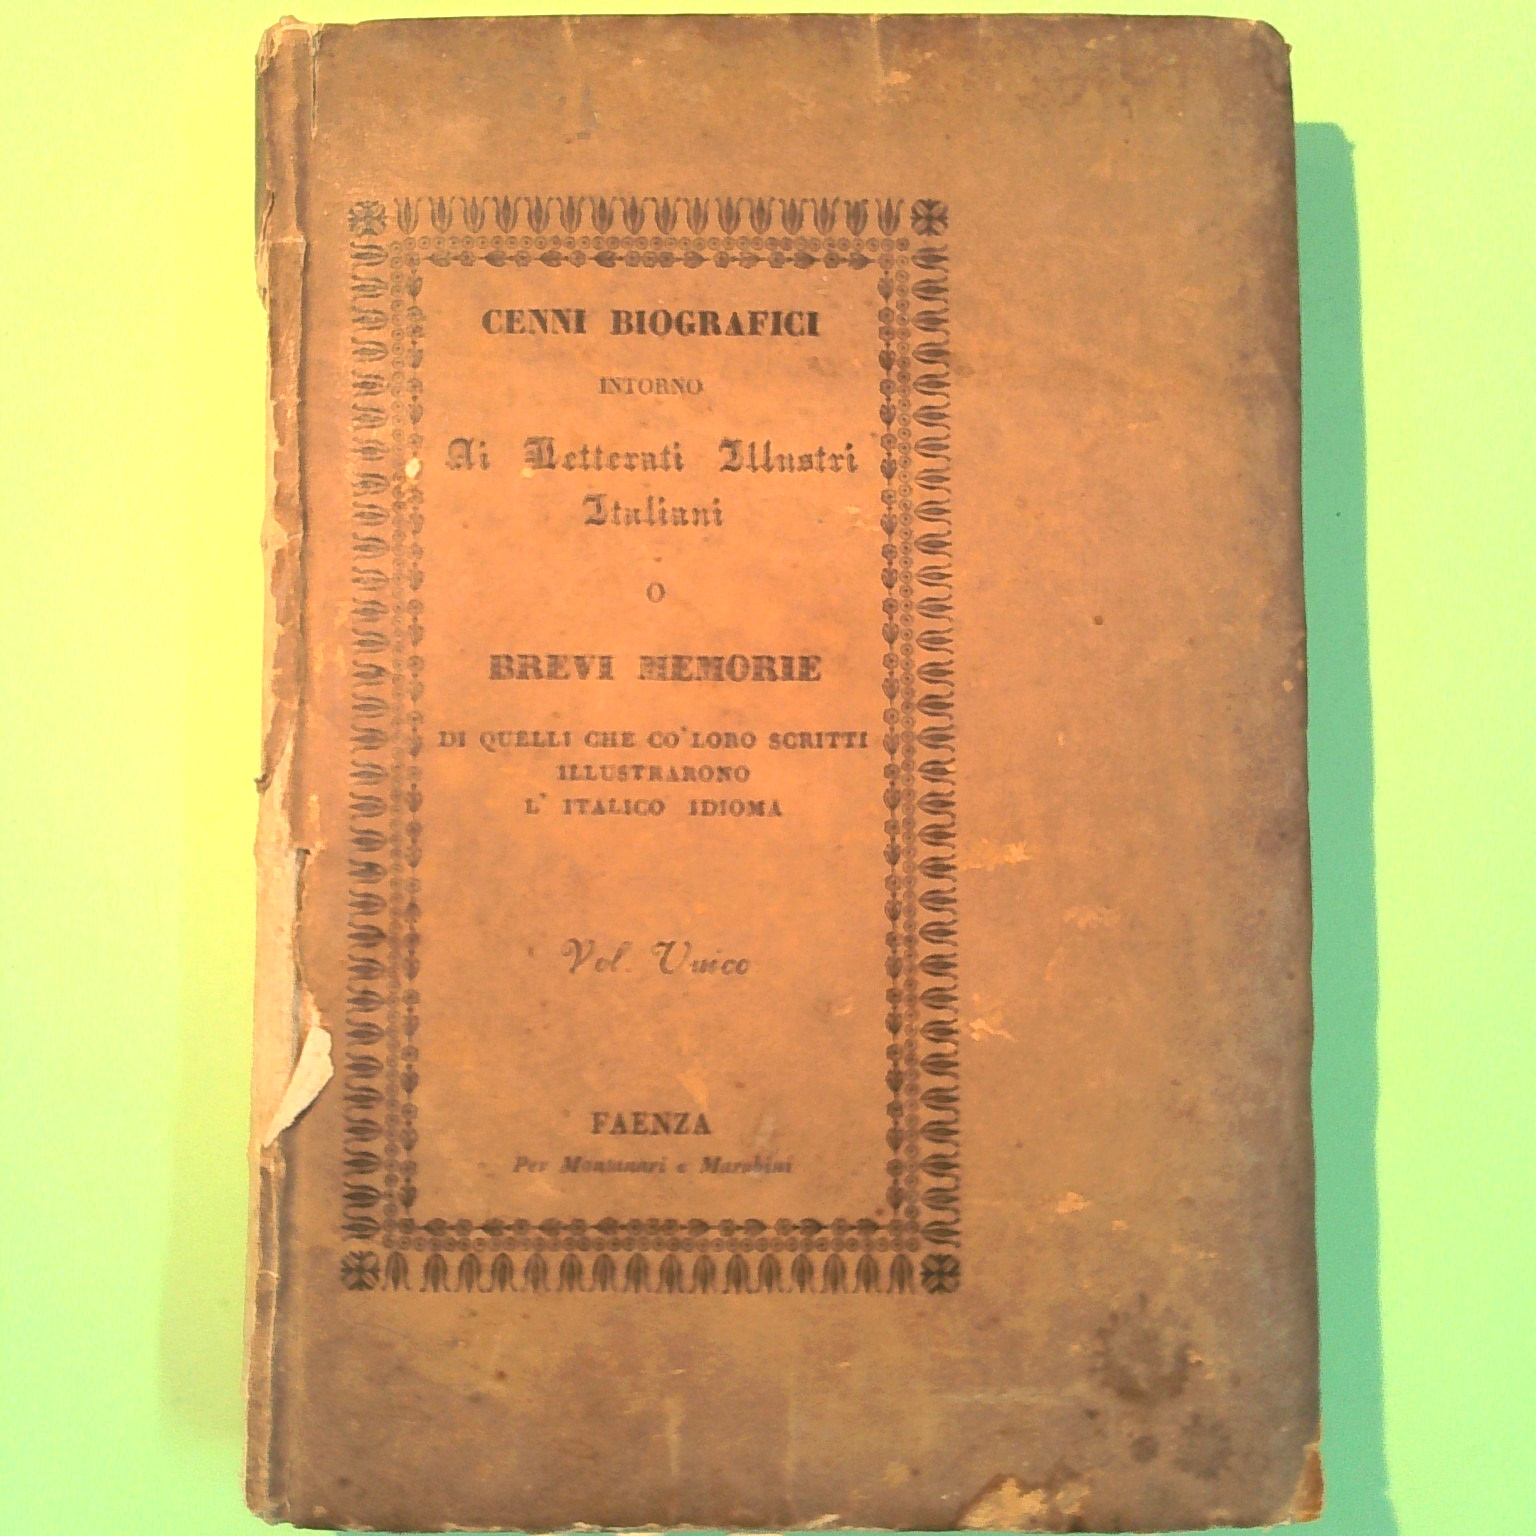 CENNI BIOGRAFICI
INTORNO
Ai Letterati Illustri
Italiani
O
BREVI MEMORIE
DI QUELLI CHE CO' LORO SCRITTI
ILLUSTRARONO
L' ITALICO IDIOMA
Vol. Unico
FAENZA
Per Montanari e Marabini